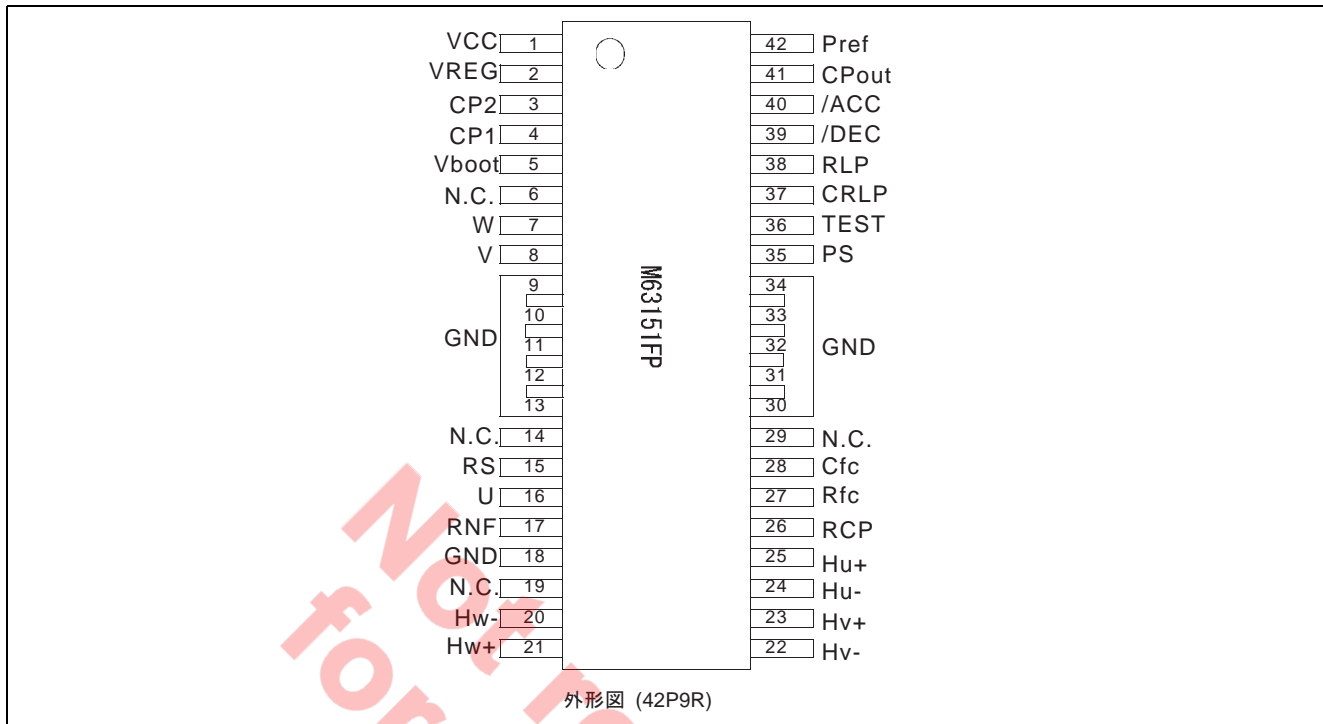 VCC 1 42 Pref
VREG 2 41 CPout
CP2 3 40 /ACC
CP1 4 39 /DEC
Vboot 5 38 RLP
N.C. 6 37 CRLP
W 7 36 TEST
V 8 35 PS
9 34
10 33
GND 11 32 GND
12 31
13 30
M63151FP
N.C. 14 29 N.C.
RS 15 28 Cfc
U 16 27 Rfc
RNF 17 26 RCP
GND 18 25 Hu+
N.C. 19 24 Hu-
Hw- 20 23 Hv+
Hw+ 21 22 Hv-
外形図 (42P9R)
Not
for